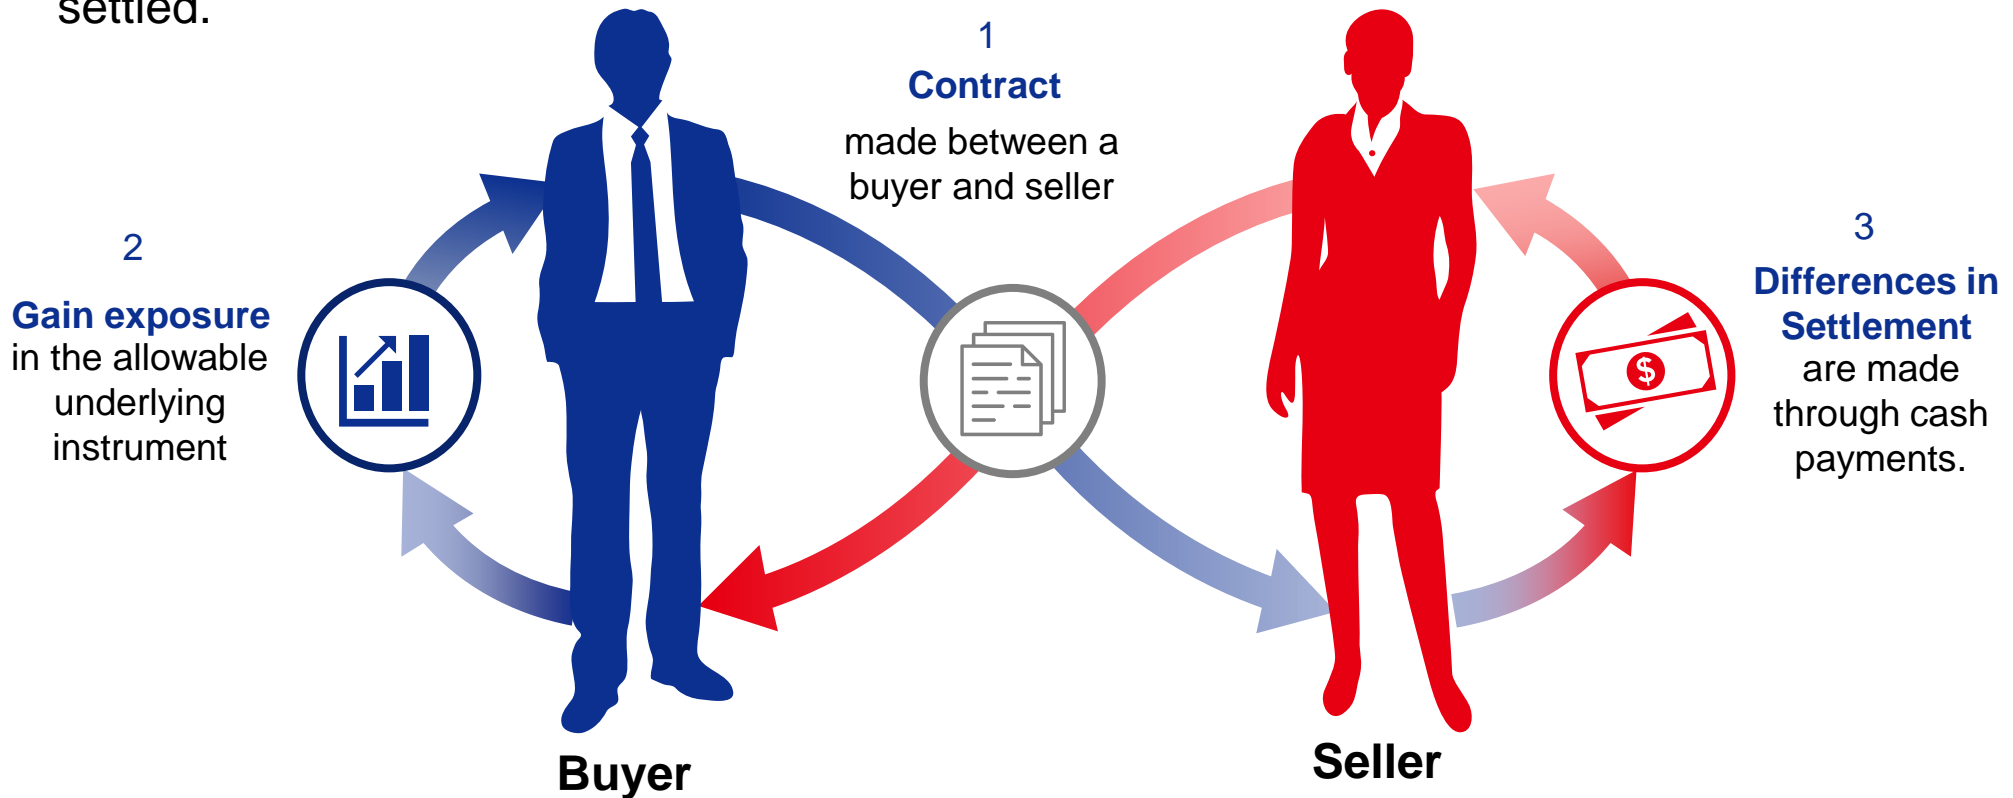 settled.
1
Contract
made between a
buyer and seller
2
Gain exposure
in the allowable
underlying
instrument
3
Differences in
Settlement
are made
through cash
payments.
$
Buyer
Seller